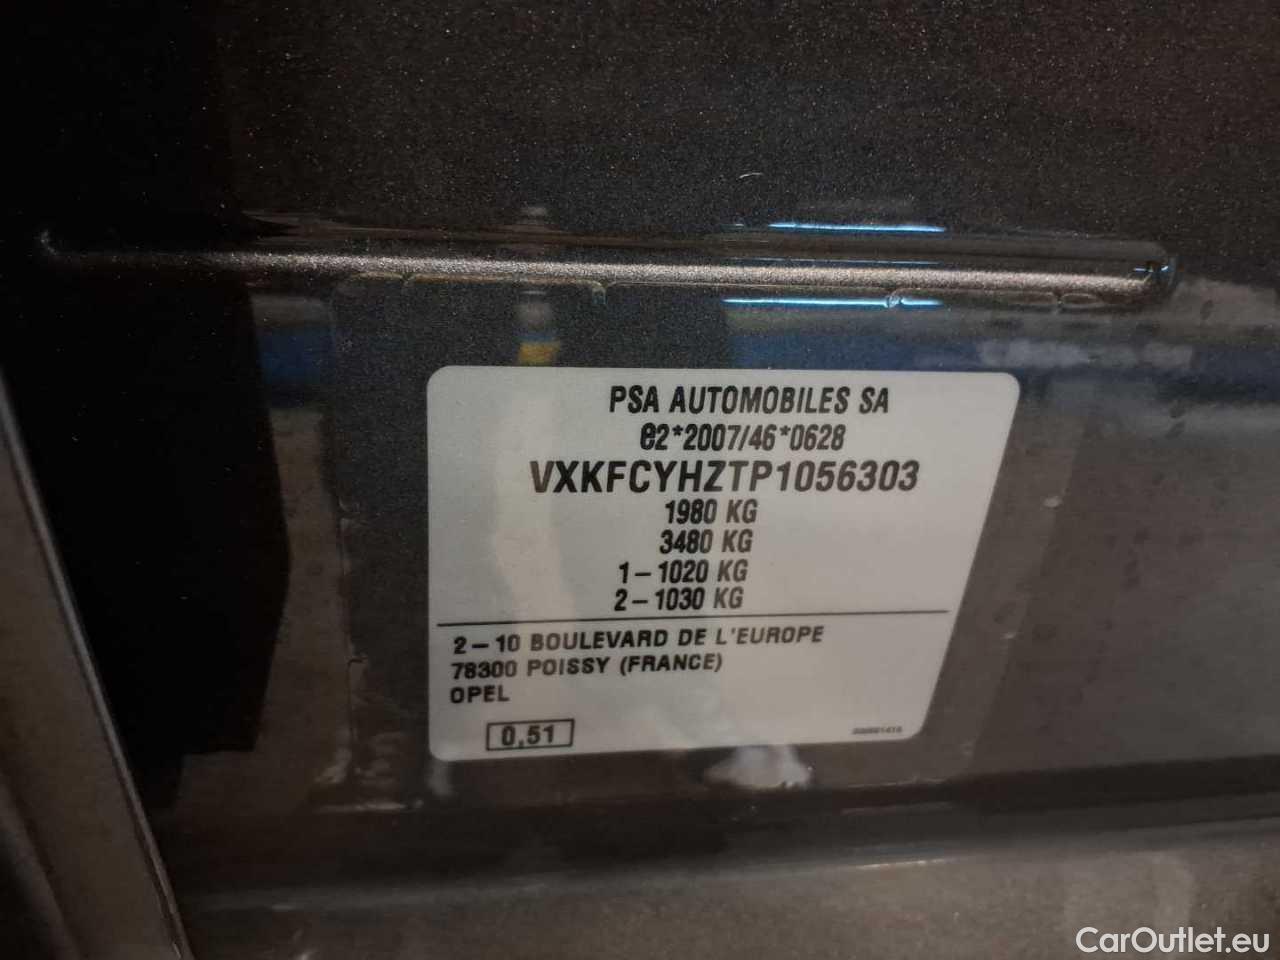 PSA AUTOMOBILES SA
e2*2007/46*0628
VXKFCYHZTP1056303
1980 KG
3480 KG
1-1020 KG
2-1030 KG
2-10 BOULEVARD DE L'EUROPE
78300 POISSY (FRANCE)
OPEL
0,51
CarOutlet.eu